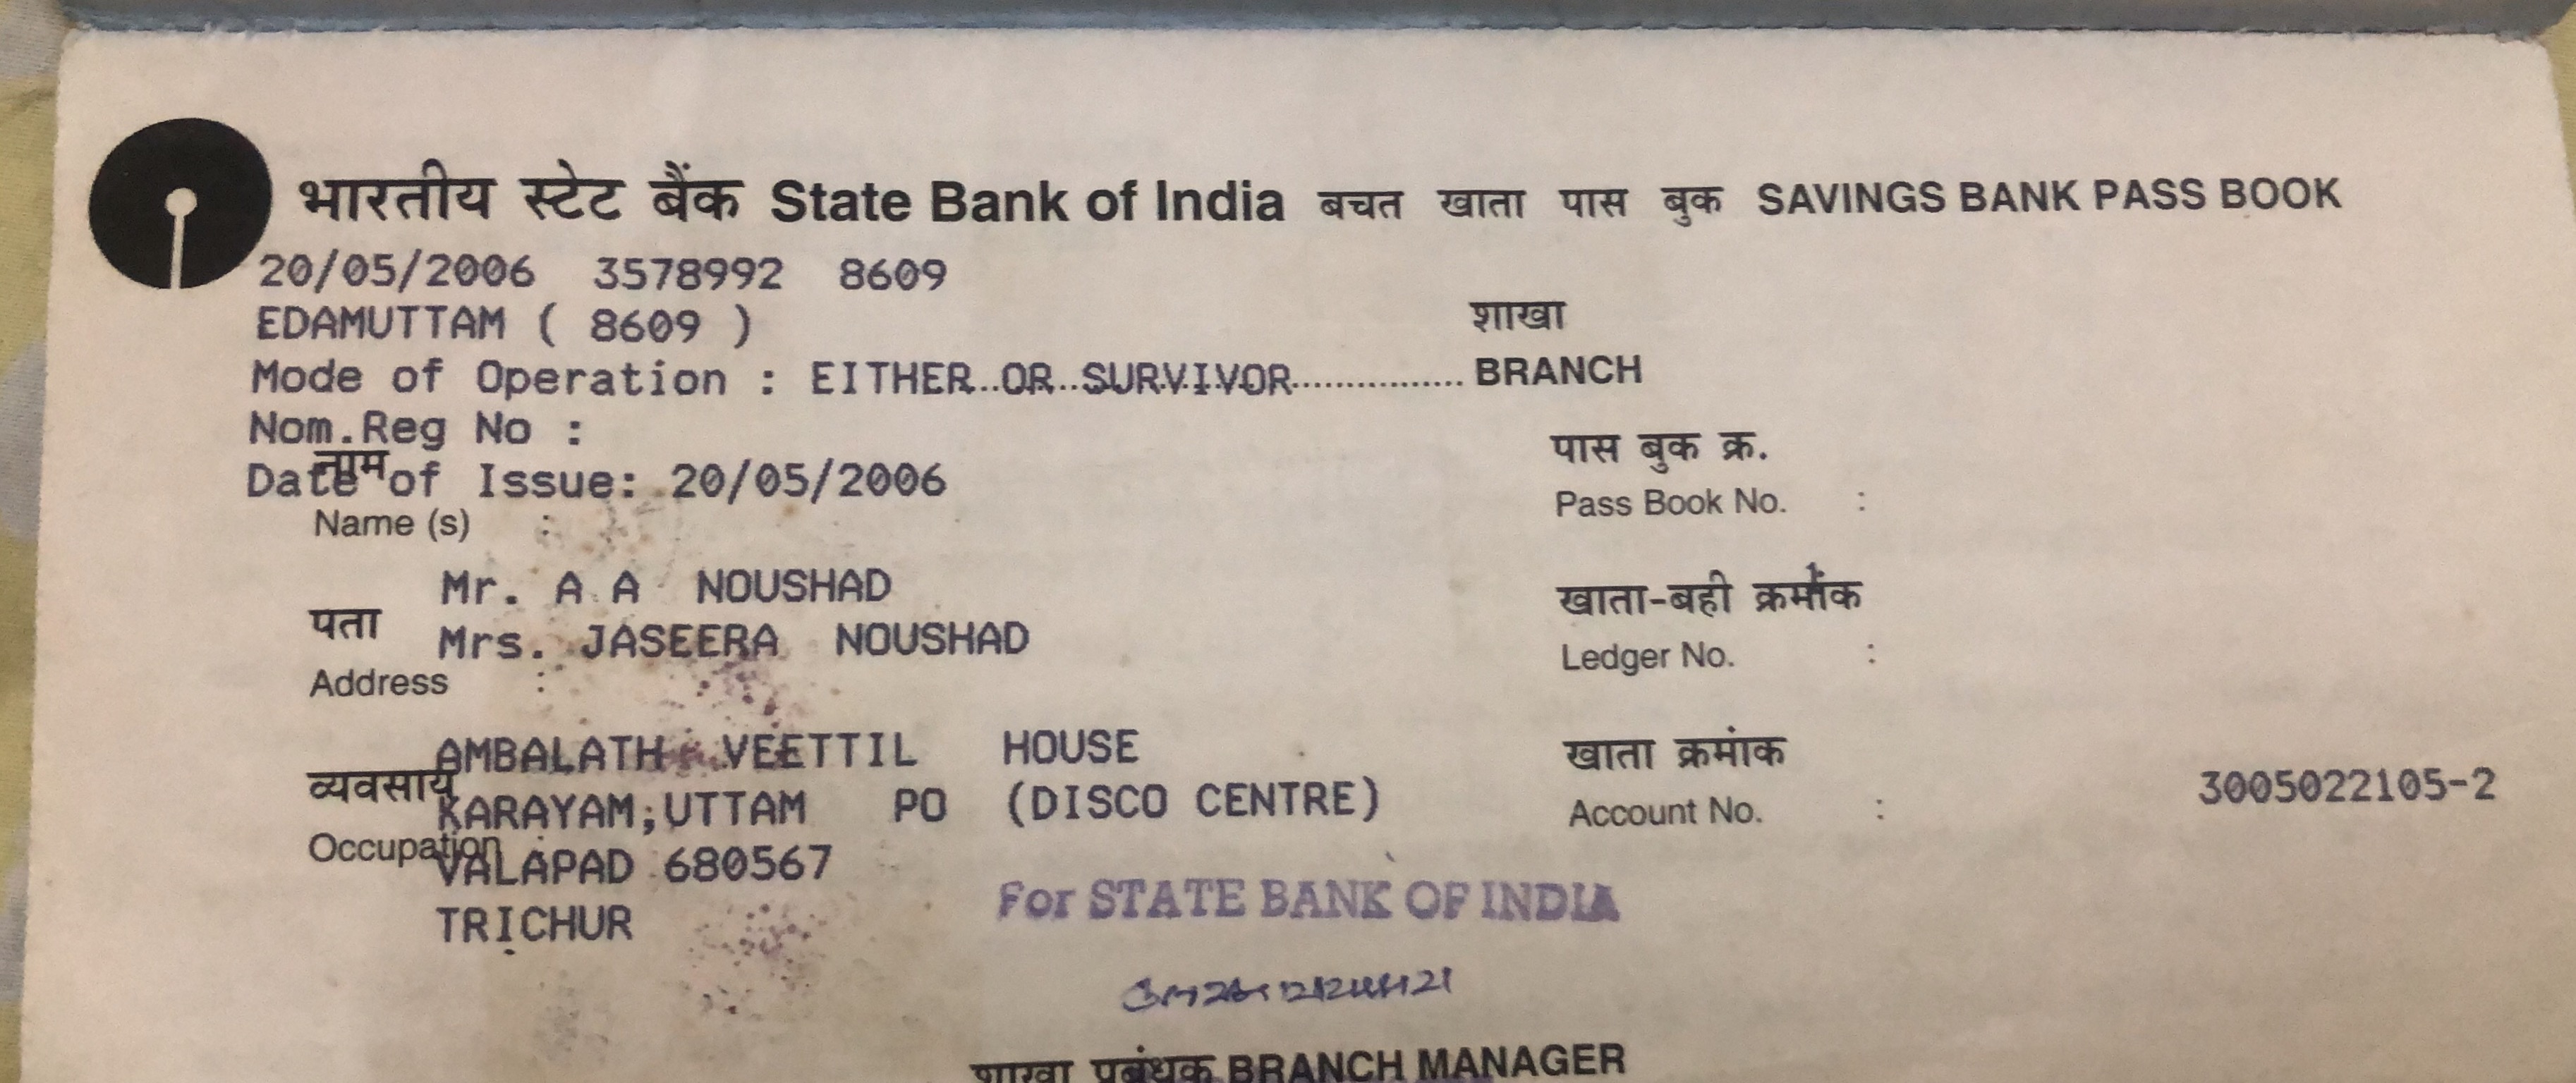 भारतीय स्टेट बैंक State Bank of India बचत खाता पास बुक SAVINGS BANK PASS BOOK
20/05/2006 3578992 8609
EDAMUTTAM ( 8609 )
शाखा
Mode of Operation : EITHER OR SURVIVOR................ BRANCH
Nom.Reg No :
पास बुक क्र.
नाम
Date of Issue: 20/05/2006
Pass Book No. :
Name (s) :
Mr. A A NOUSHAD
खाता-बही क्रमांक
पता
Mrs. JASEERA NOUSHAD
Ledger No. :
Address :
AMBALATH VEETTIL HOUSE
खाता क्रमांक
व्यवसाय
KARAYAM;UTTAM PO (DISCO CENTRE)
Account No. : 3005022105-2
Occupation :
VALAPAD 680567
For STATE BANK OF INDIA
TRICHUR
शाखा प्रबंधक BRANCH MANAGER